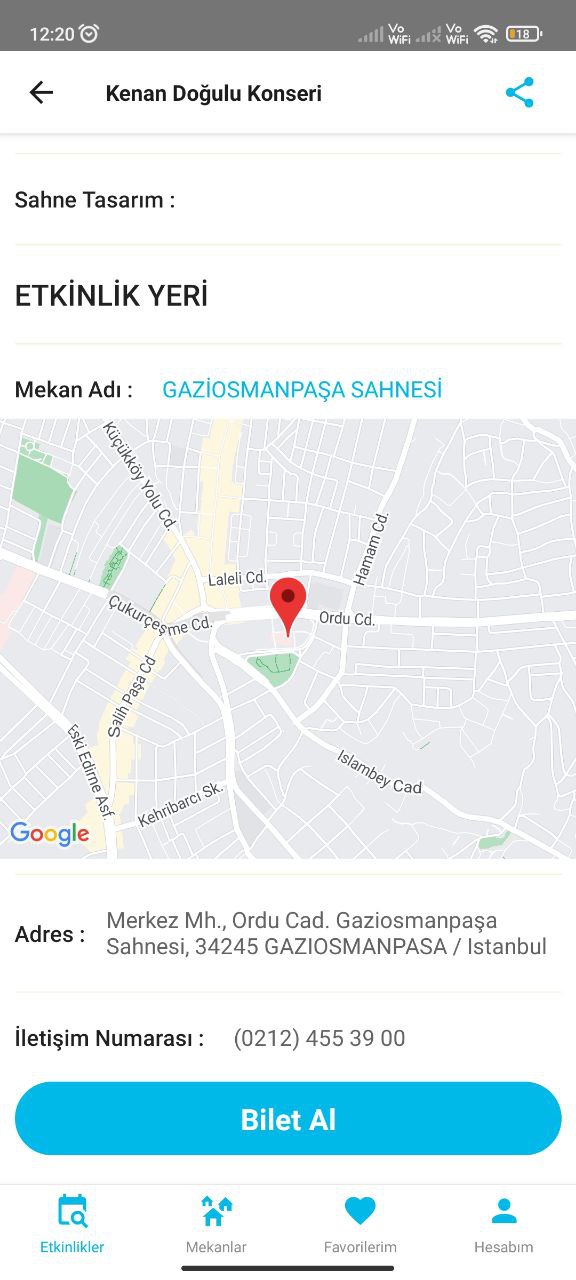 12:20
Vo WiFi
Vo WiFi
18
Kenan Doğulu Konseri
Sahne Tasarım :
ETKİNLİK YERİ
Mekan Adı : GAZİOSMANPAŞA SAHNESİ
Küçükköy Yolu Cd.
Hamam Cd.
Laleli Cd.
Çukurçeşme Cd.
Ordu Cd.
Salih Paşa Cd
Eski Edirne Asf.
Islambey Cad
Kehribarcı Sk.
Google
Adres : Merkez Mh., Ordu Cad. Gaziosmanpaşa
Sahnesi, 34245 GAZIOSMANPASA / Istanbul
İletişim Numarası : (0212) 455 39 00
Bilet Al
Etkinlikler Mekanlar Favorilerim Hesabım